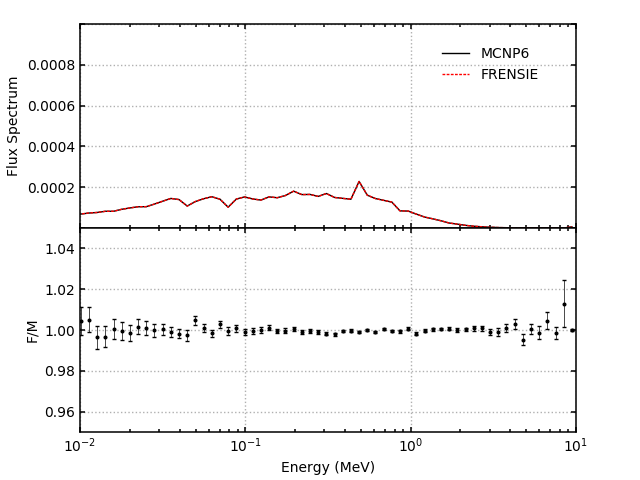 Flux Spectrum
0.0008
0.0006
0.0004
0.0002
MCNP6
FRENSIE
F/M
1.04
1.02
1.00
0.98
0.96
10⁻²
10⁻¹
10⁰
10¹
Energy (MeV)